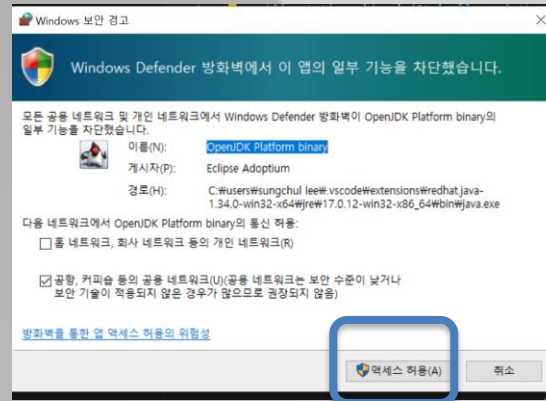 Windows 보안 경고
Windows Defender 방화벽에서 이 앱의 일부 기능을 차단했습니다.
모든 공용 네트워크 및 개인 네트워크에서 Windows Defender 방화벽이 OpenJDK Platform binary의
일부 기능을 차단했습니다.
이름(N): OpenJDK Platform binary
게시자(P): Eclipse Adoptium
경로(H): C:₩users₩sungchul lee₩.vscode₩extensions₩redhat.java-
1.34.0-win32-x64₩jre₩17.0.12-win32-x86_64₩bin₩java.exe
다음 네트워크에서 OpenJDK Platform binary의 통신 허용:
홈 네트워크, 회사 네트워크 등의 개인 네트워크(R)
공항, 커피숍 등의 공용 네트워크(U)(공용 네트워크는 보안 수준이 낮거나
보안 기술이 적용되지 않은 경우가 많으므로 권장되지 않음)
방화벽을 통한 앱 액세스 허용의 위험성
액세스 허용(A) 취소